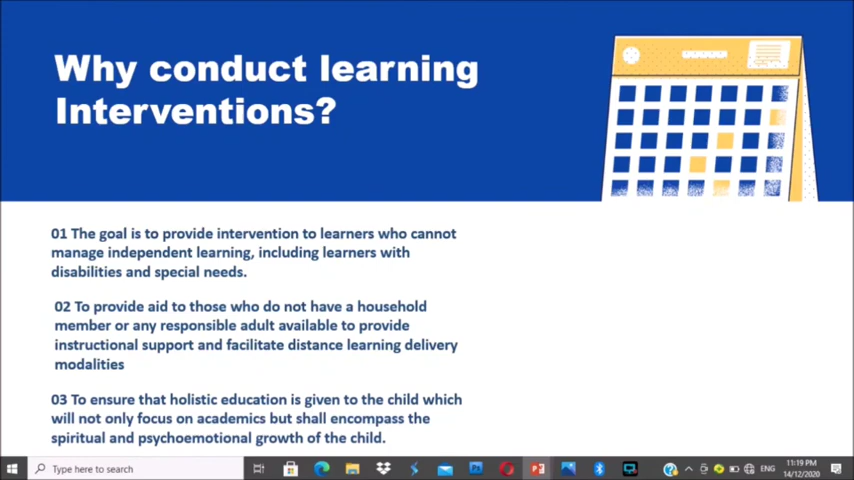 Why conduct learning
Interventions?
01 The goal is to provide intervention to learners who cannot
manage independent learning, including learners with
disabilities and special needs.
02 To provide aid to those who do not have a household
member or any responsible adult available to provide
instructional support and facilitate distance learning delivery
modalities
03 To ensure that holistic education is given to the child which
will not only focus on academics but shall encompass the
spiritual and psychoemotional growth of the child.
Type here to search
ENG
11:19 PM
14/12/2020